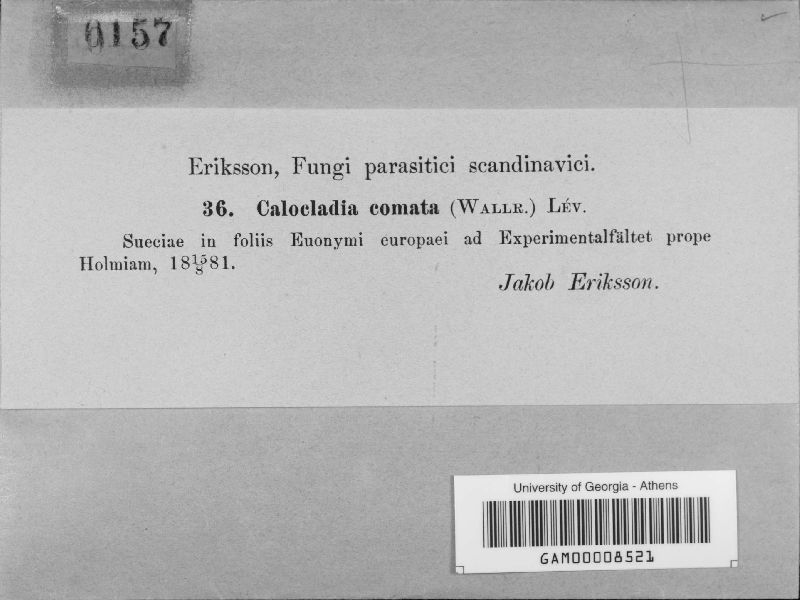 0157
Eriksson, Fungi parasitici scandinavici.
36. Calocladia comata (WALLR.) LÉV.
Sueciae in foliis Euonymi europaei ad Experimentalfältet prope
Holmiam, 18 15/8 81.
Jakob Eriksson.
University of Georgia - Athens
GAM00008521